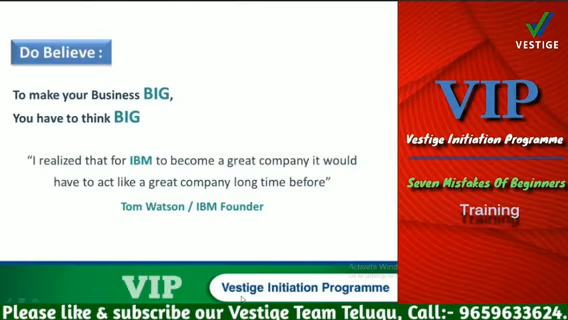 Do Believe :
To make your Business BIG,
You have to think BIG
“I realized that for IBM to become a great company it would
have to act like a great company long time before”
Tom Watson / IBM Founder
VESTIGE
VIP
Vestige Initiation Programme
Seven Mistakes Of Beginners
Training
Activate Wind
VIP
Vestige Initiation Programme
Please like & subscribe our Vestige Team Telugu, Call:- 9659633624.